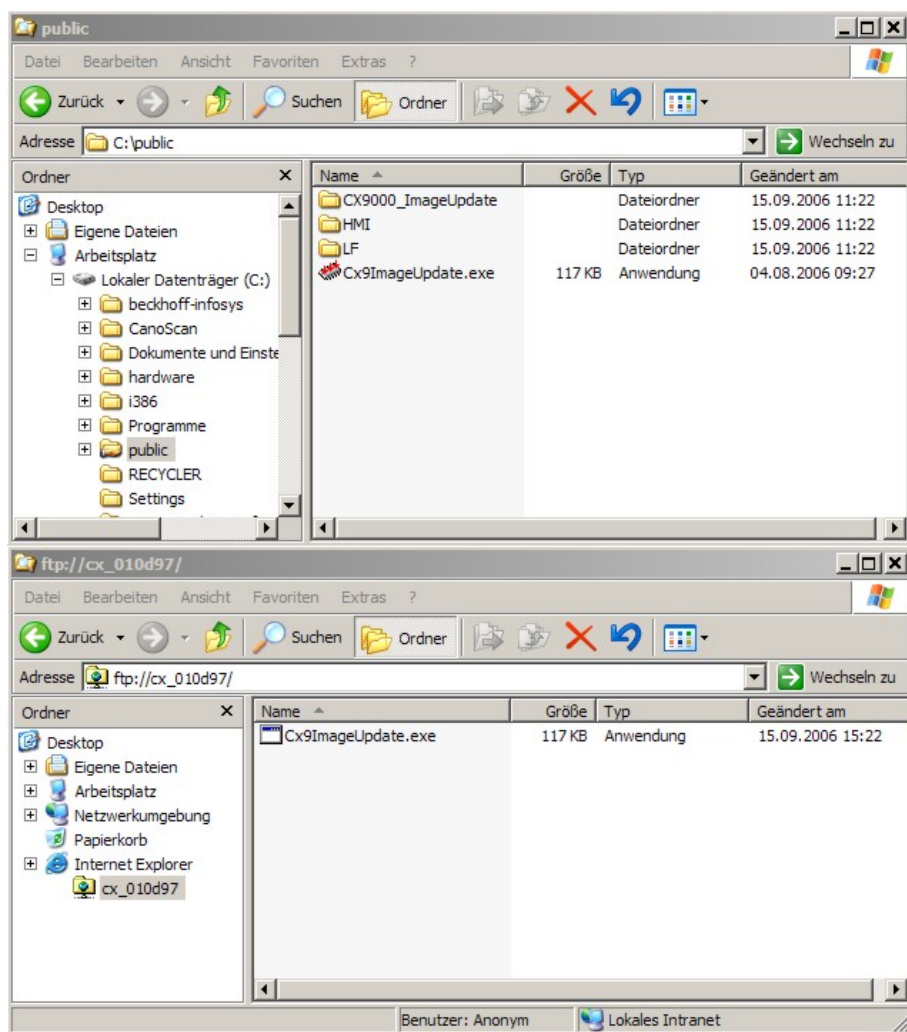 public
Datei Bearbeiten Ansicht Favoriten Extras ?
Zurück Suchen Ordner
Adresse C:\public Wechseln zu
Ordner x Name Größe Typ Geändert am
Desktop
Eigene Dateien
Arbeitsplatz
Lokaler Datenträger (C:)
beckhoff-infosys
CanoScan
Dokumente und Einste
hardware
i386
Programme
public
RECYCLER
Settings
CX9000_ImageUpdate Dateiordner 15.09.2006 11:22
HMI Dateiordner 15.09.2006 11:22
LF Dateiordner 15.09.2006 11:22
Cx9ImageUpdate.exe 117 KB Anwendung 04.08.2006 09:27
ftp://cx_010d97/
Datei Bearbeiten Ansicht Favoriten Extras ?
Zurück Suchen Ordner
Adresse ftp://cx_010d97/ Wechseln zu
Ordner x Name Größe Typ Geändert am
Desktop
Eigene Dateien
Arbeitsplatz
Netzwerkumgebung
Papierkorb
Internet Explorer
cx_010d97
Cx9ImageUpdate.exe 117 KB Anwendung 15.09.2006 15:22
Benutzer: Anonym Lokales Intranet